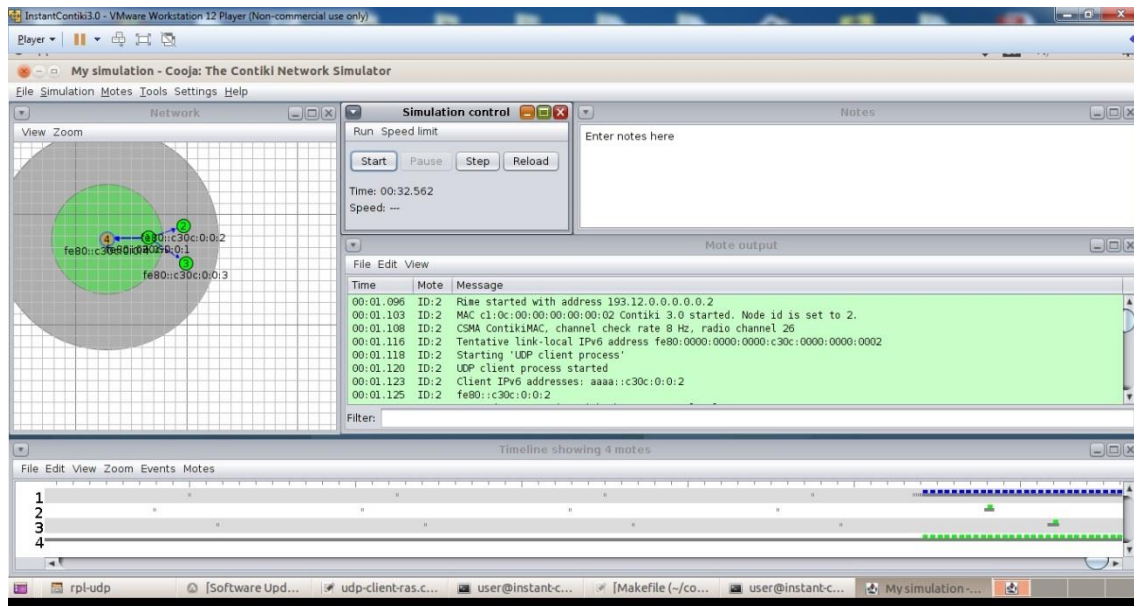 InstantContiki3.0 - VMware Workstation 12 Player (Non-commercial use only)
Player
My simulation - Cooja: The Contiki Network Simulator
File Simulation Motes Tools Settings Help
Network
View Zoom
4
2
3
fe80::c30c:0:0:3
Simulation control
Run Speed limit
Start Pause Step Reload
Time: 00:32.562
Speed: ---
Notes
Enter notes here
Mote output
File Edit View
Time Mote Message
00:01.096 ID:2 Rime started with address 193.12.0.0.0.0.0.2
00:01.103 ID:2 MAC c1:0c:00:00:00:00:00:02 Contiki 3.0 started. Node id is set to 2.
00:01.108 ID:2 CSMA ContikiMAC, channel check rate 8 Hz, radio channel 26
00:01.116 ID:2 Tentative link-local IPv6 address fe80:0000:0000:0000:c30c:0000:0000:0002
00:01.118 ID:2 Starting 'UDP client process'
00:01.120 ID:2 UDP client process started
00:01.123 ID:2 Client IPv6 addresses: aaaa::c30c:0:0:2
00:01.125 ID:2 fe80::c30c:0:0:2
Filter:
Timeline showing 4 motes
File Edit View Zoom Events Motes
1
2
3
4
rpl-udp
[Software Upd...
udp-client-ras.c...
user@instant-c...
[Makefile (~/co...
user@instant-c...
My simulation -...